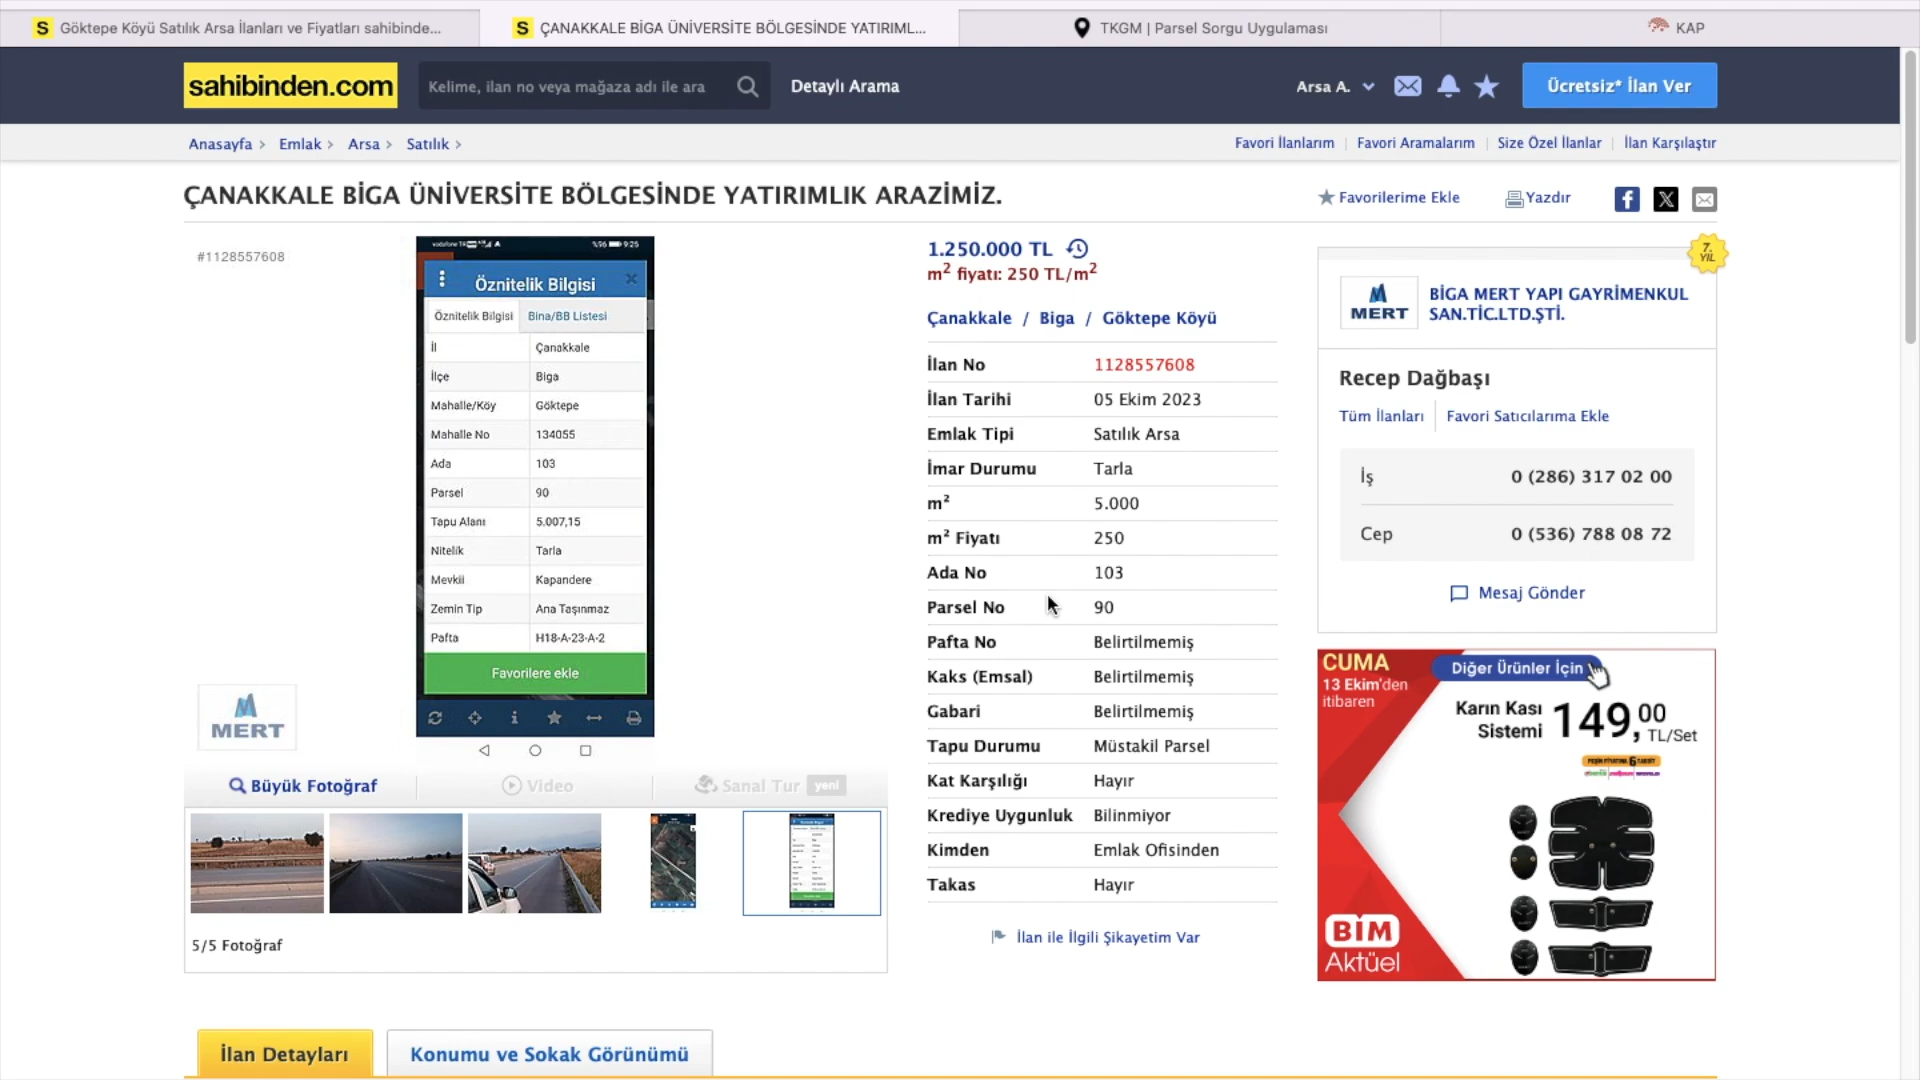 Göktepe Köyü Satılık Arsa İlanları ve Fiyatları sahibinde...
ÇANAKKALE BİGA ÜNİVERSİTE BÖLGESİNDE YATIRIML...
TKGM | Parsel Sorgu Uygulaması
KAP
sahibinden.com
Kelime, ilan no veya mağaza adı ile ara
Detaylı Arama
Arsa A.
Ücretsiz* İlan Ver
Anasayfa > Emlak > Arsa > Satılık >
Favori İlanlarım | Favori Aramalarım | Size Özel İlanlar | İlan Karşılaştır
ÇANAKKALE BİGA ÜNİVERSİTE BÖLGESİNDE YATIRIMLIK ARAZİMİZ.
Favorilerime Ekle
Yazdır
#1128557608
%96 9:25
Öznitelik Bilgisi
Öznitelik Bilgisi Bina/BB Listesi
İl Çanakkale
İlçe Biga
Mahalle/Köy Göktepe
Mahalle No 134055
Ada 103
Parsel 90
Tapu Alanı 5.007,15
Nitelik Tarla
Mevkii Kapandere
Zemin Tip Ana Taşınmaz
Pafta H18-A-23-A-2
Favorilere ekle
MERT
Büyük Fotoğraf
Video
Sanal Tur yeni
5/5 Fotoğraf
1.250.000 TL
m² fiyatı: 250 TL/m²
Çanakkale / Biga / Göktepe Köyü
İlan No 1128557608
İlan Tarihi 05 Ekim 2023
Emlak Tipi Satılık Arsa
İmar Durumu Tarla
m² 5.000
m² Fiyatı 250
Ada No 103
Parsel No 90
Pafta No Belirtilmemiş
Kaks (Emsal) Belirtilmemiş
Gabari Belirtilmemiş
Tapu Durumu Müstakil Parsel
Kat Karşılığı Hayır
Krediye Uygunluk Bilinmiyor
Kimden Emlak Ofisinden
Takas Hayır
İlan ile İlgili Şikayetim Var
7.
YIL
MERT
BİGA MERT YAPI GAYRİMENKUL
SAN.TİC.LTD.ŞTİ.
Recep Dağbaşı
Tüm İlanları Favori Satıcılarıma Ekle
İş 0 (286) 317 02 00
Cep 0 (536) 788 08 72
Mesaj Gönder
CUMA
13 Ekim'den
itibaren
Diğer Ürünler İçin
Karın Kası
Sistemi
149,00
TL/Set
PEŞİN FİYATINA 6 TAKSİT
BİM
Aktüel
İlan Detayları
Konumu ve Sokak Görünümü